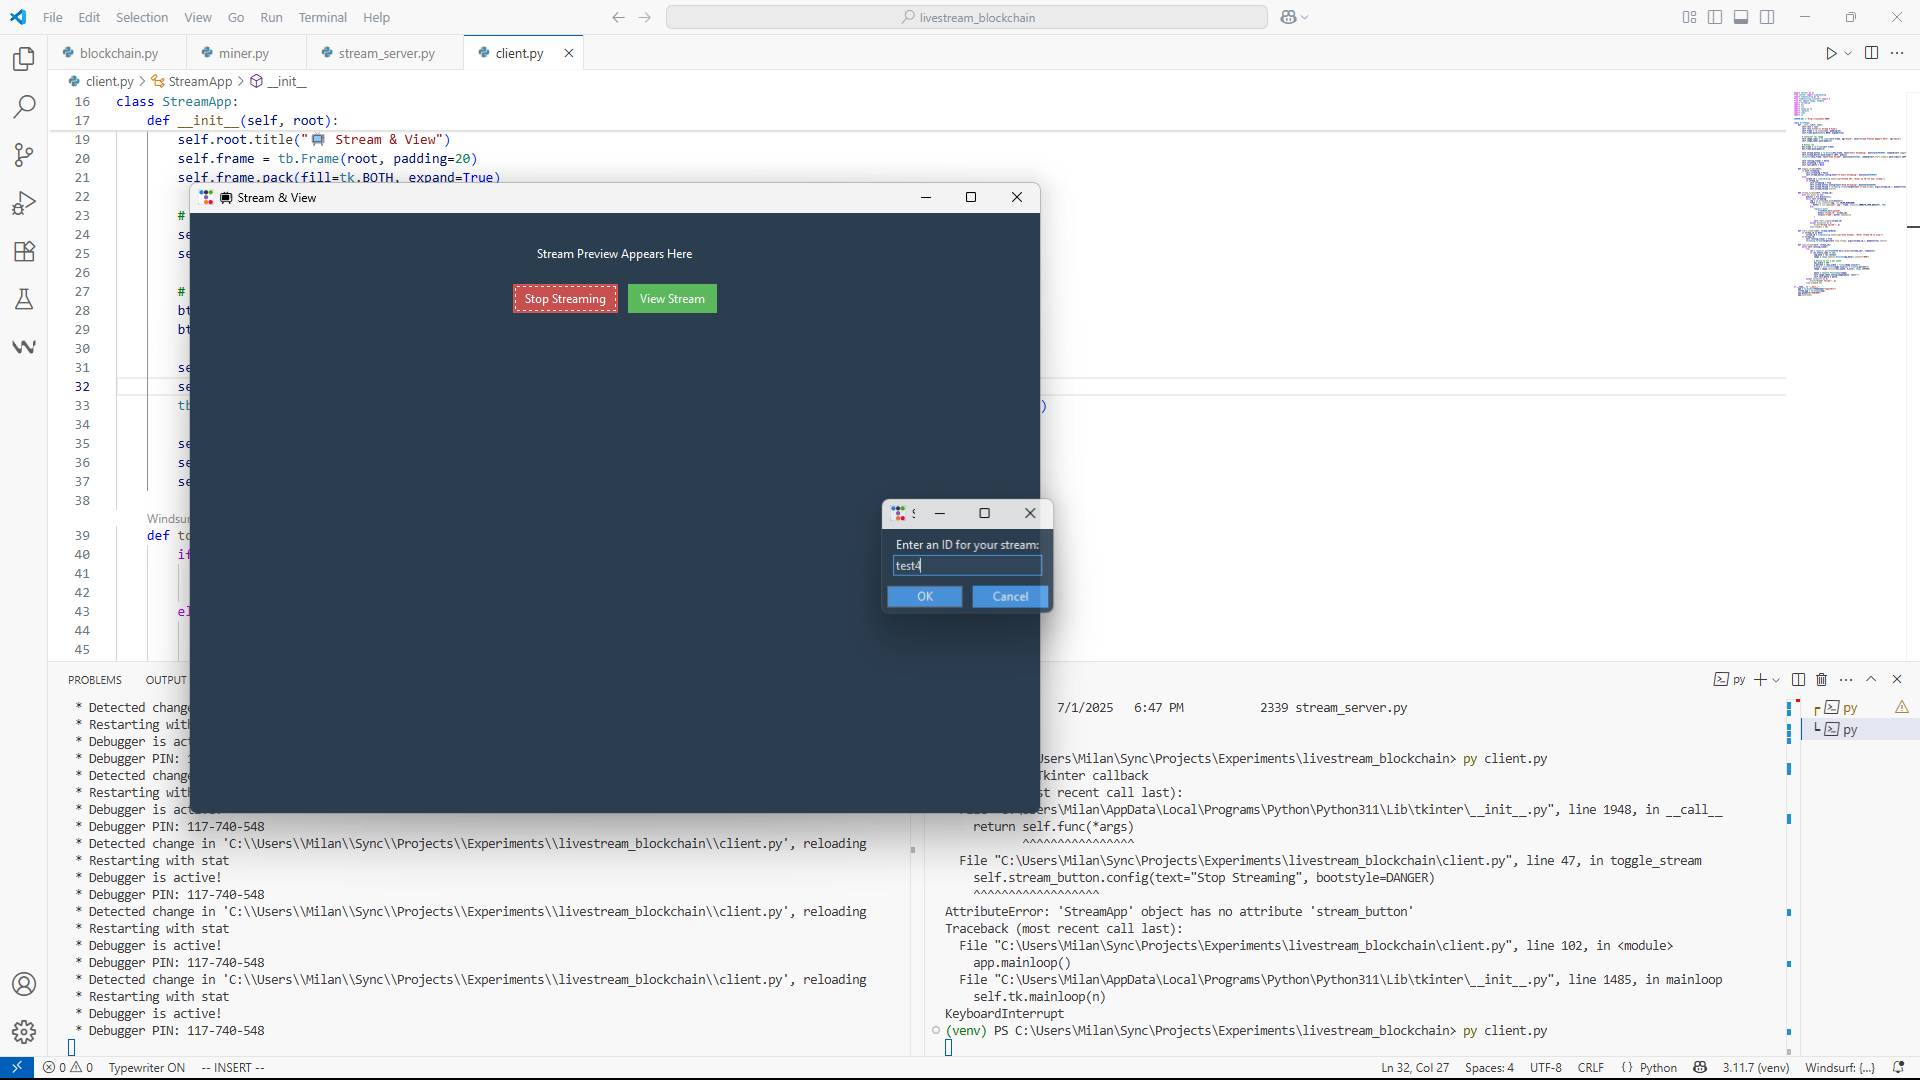 File Edit Selection View Go Run Terminal Help
livestream_blockchain
blockchain.py
miner.py
stream_server.py
client.py
client.py > StreamApp > __init__
16 class StreamApp:
17 def __init__(self, root):
19 self.root.title("📺 Stream & View")
20 self.frame = tb.Frame(root, padding=20)
21 self.frame.pack(fill=tk.BOTH, expand=True)
22
23 #
24 se
25 se
26
27 #
28 bt
29 bt
30
31 se
32 se
33 tb )
34
35 se
36 se
37 se
38
Windsur
39 def to
40 if
41
42
43 el
44
45
Stream & View
Stream Preview Appears Here
Stop Streaming
View Stream
S
Enter an ID for your stream:
test4
OK
Cancel
PROBLEMS OUTPUT
py
* Detected change
* Restarting with
* Debugger is act
* Debugger PIN: 1
* Detected change
* Restarting with
* Debugger is active!
* Debugger PIN: 117-740-548
* Detected change in 'C:\\Users\\Milan\\Sync\\Projects\\Experiments\\livestream_blockchain\\client.py', reloading
* Restarting with stat
* Debugger is active!
* Debugger PIN: 117-740-548
* Detected change in 'C:\\Users\\Milan\\Sync\\Projects\\Experiments\\livestream_blockchain\\client.py', reloading
* Restarting with stat
* Debugger is active!
* Debugger PIN: 117-740-548
* Detected change in 'C:\\Users\\Milan\\Sync\\Projects\\Experiments\\livestream_blockchain\\client.py', reloading
* Restarting with stat
* Debugger is active!
* Debugger PIN: 117-740-548
7/1/2025 6:47 PM 2339 stream_server.py
Users\Milan\Sync\Projects\Experiments\livestream_blockchain> py client.py
Tkinter callback
st recent call last):
File "C:\Users\Milan\AppData\Local\Programs\Python\Python311\Lib\tkinter\__init__.py", line 1948, in __call__
return self.func(*args)
^^^^^^^^^^^^^^^^
File "C:\Users\Milan\Sync\Projects\Experiments\livestream_blockchain\client.py", line 47, in toggle_stream
self.stream_button.config(text="Stop Streaming", bootstyle=DANGER)
^^^^^^^^^^^^^^^^^^
AttributeError: 'StreamApp' object has no attribute 'stream_button'
Traceback (most recent call last):
File "C:\Users\Milan\Sync\Projects\Experiments\livestream_blockchain\client.py", line 102, in <module>
app.mainloop()
File "C:\Users\Milan\AppData\Local\Programs\Python\Python311\Lib\tkinter\__init__.py", line 1485, in mainloop
self.tk.mainloop(n)
KeyboardInterrupt
(venv) PS C:\Users\Milan\Sync\Projects\Experiments\livestream_blockchain> py client.py
py
py
0 0 Typewriter ON -- INSERT --
Ln 32, Col 27 Spaces: 4 UTF-8 CRLF { } Python 3.11.7 (venv) Windsurf: {...}